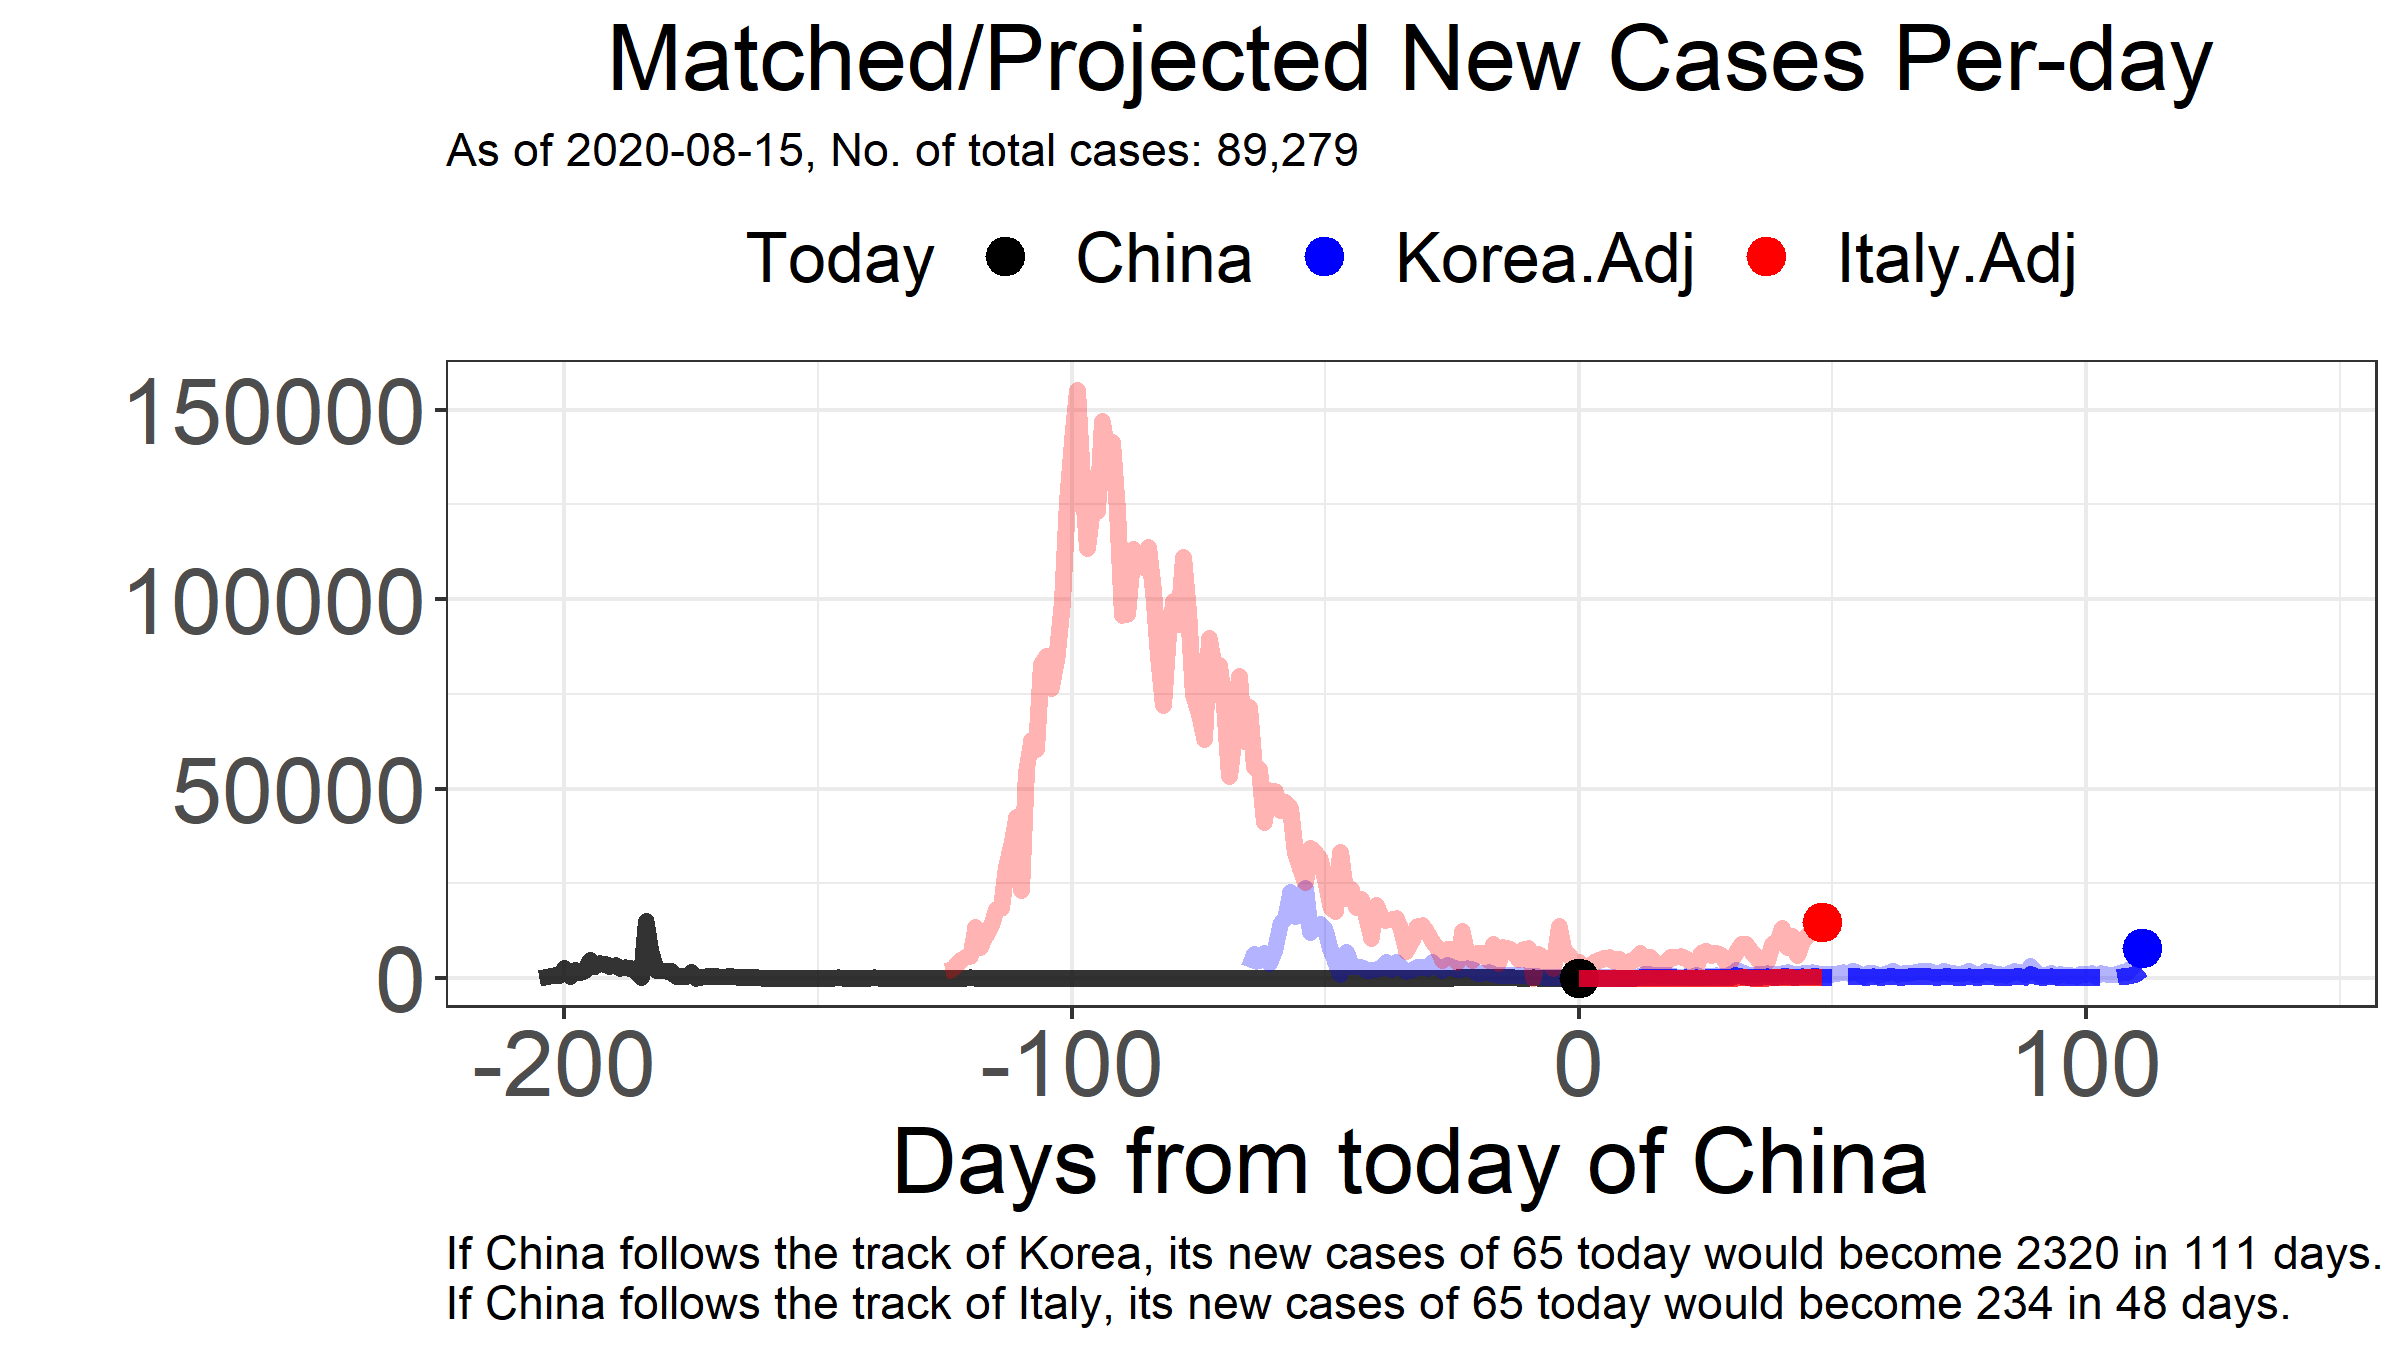 Matched/Projected New Cases Per-day
As of 2020-08-15, No. of total cases: 89,279
Today China Korea.Adj Italy.Adj
150000
100000
50000
0
-200 -100 0 100
Days from today of China
If China follows the track of Korea, its new cases of 65 today would become 2320 in 111 days.
If China follows the track of Italy, its new cases of 65 today would become 234 in 48 days.